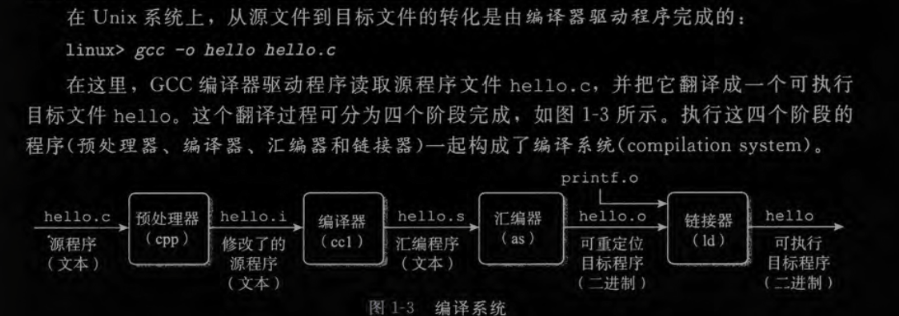 在 Unix 系统上，从源文件到目标文件的转化是由编译器驱动程序完成的：
linux> gcc -o hello hello.c
在这里，GCC 编译器驱动程序读取源程序文件 hello.c，并把它翻译成一个可执行
目标文件 hello。这个翻译过程可分为四个阶段完成，如图 1-3 所示。执行这四个阶段的
程序(预处理器、编译器、汇编器和链接器)一起构成了编译系统(compilation system)。
printf.o
hello.c 预处理器 hello.i 编译器 hello.s 汇编器 hello.o 链接器 hello
源程序 (cpp) 修改了的 (cc1) 汇编程序 (as) 可重定位 (ld) 可执行
（文本） 源程序 （文本） 目标程序 目标程序
（文本） （二进制） （二进制）
图 1-3 编译系统